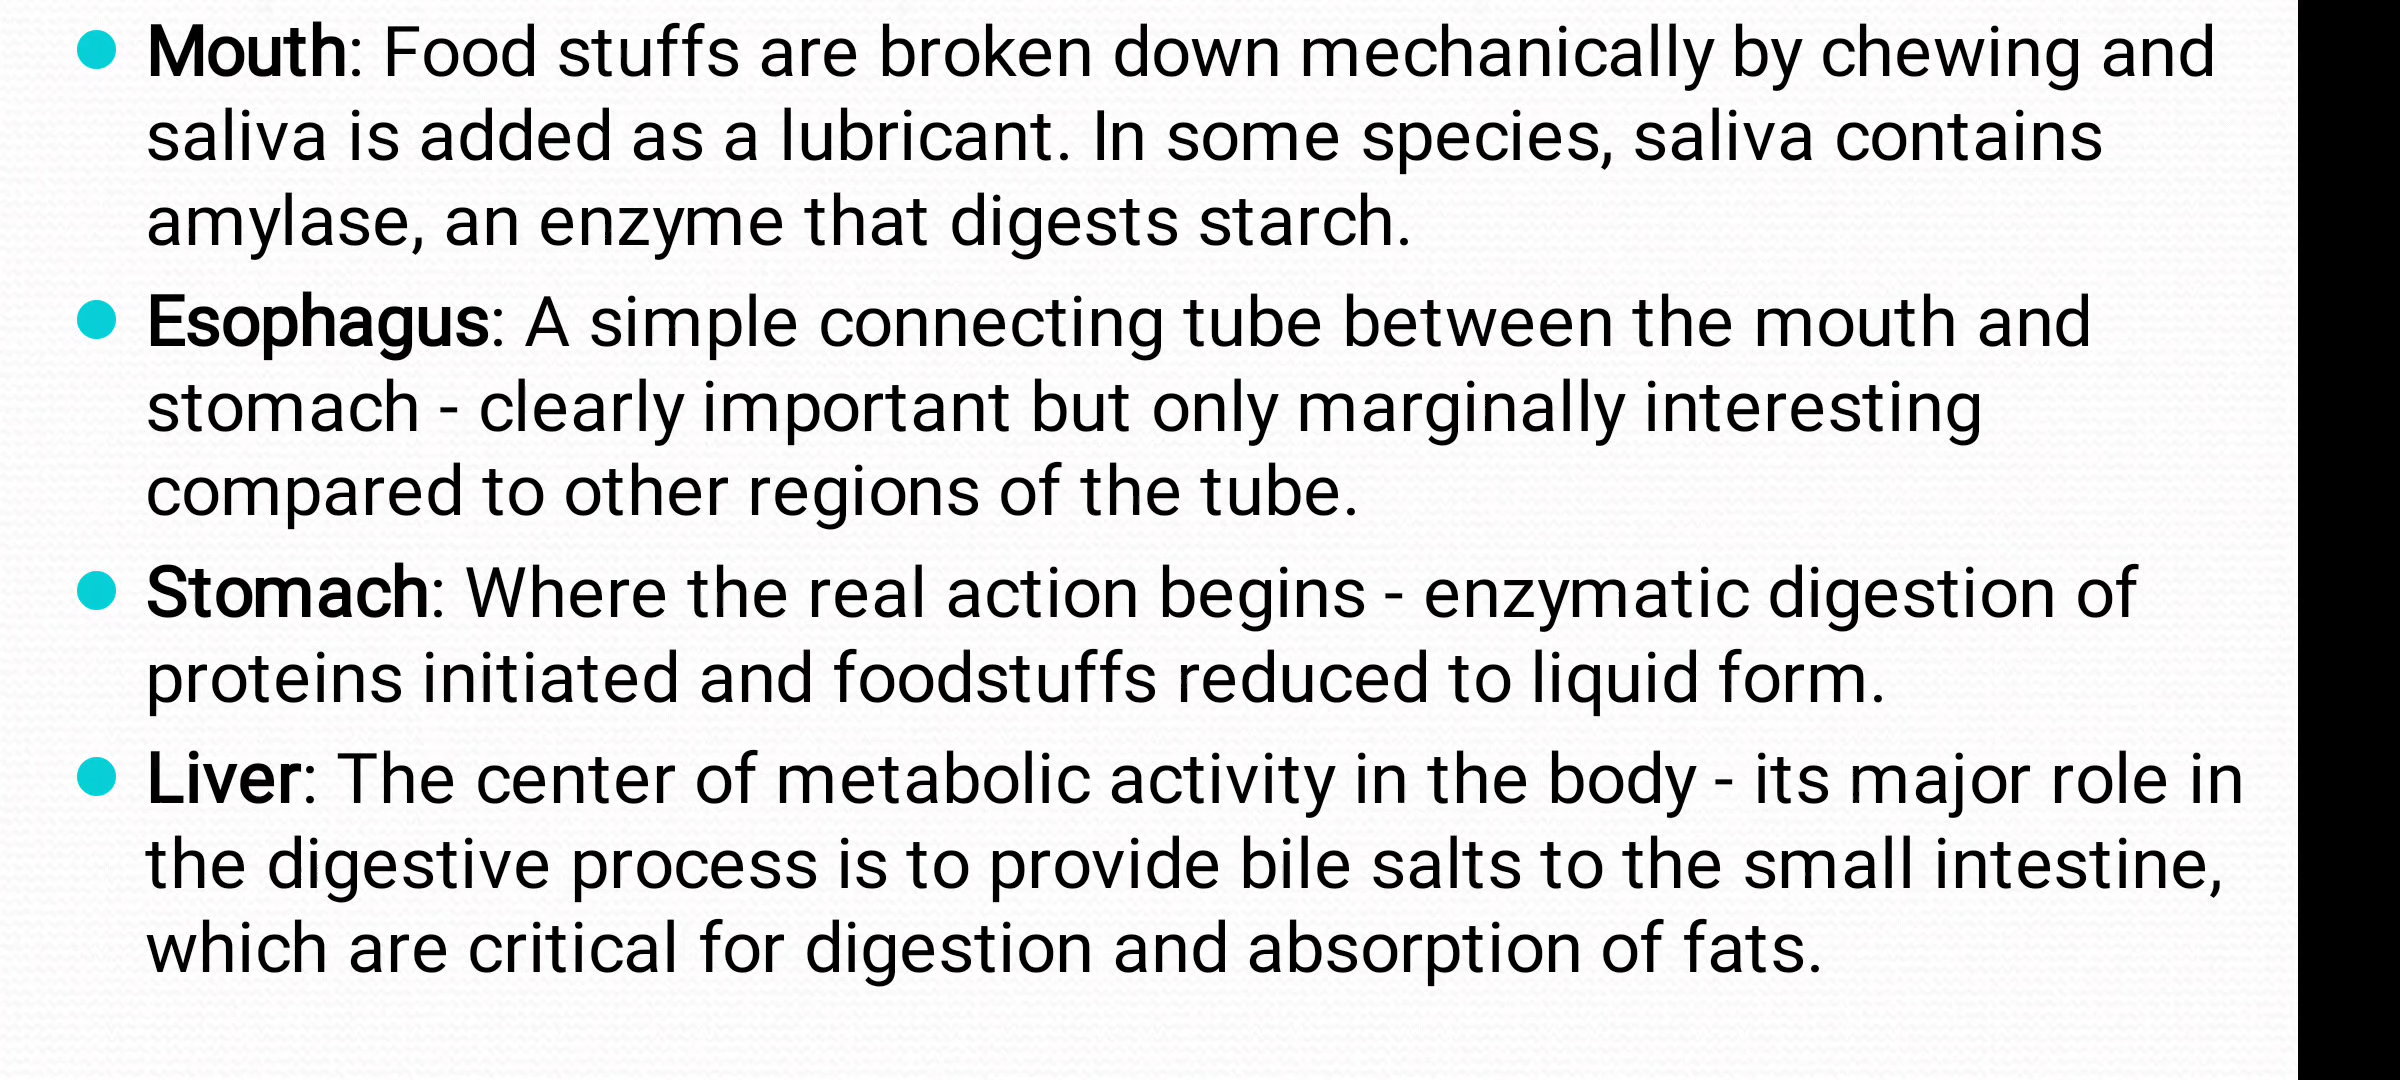 Mouth: Food stuffs are broken down mechanically by chewing and
saliva is added as a lubricant. In some species, saliva contains
amylase, an enzyme that digests starch.
Esophagus: A simple connecting tube between the mouth and
stomach - clearly important but only marginally interesting
compared to other regions of the tube.
Stomach: Where the real action begins - enzymatic digestion of
proteins initiated and foodstuffs reduced to liquid form.
Liver: The center of metabolic activity in the body - its major role in
the digestive process is to provide bile salts to the small intestine,
which are critical for digestion and absorption of fats.